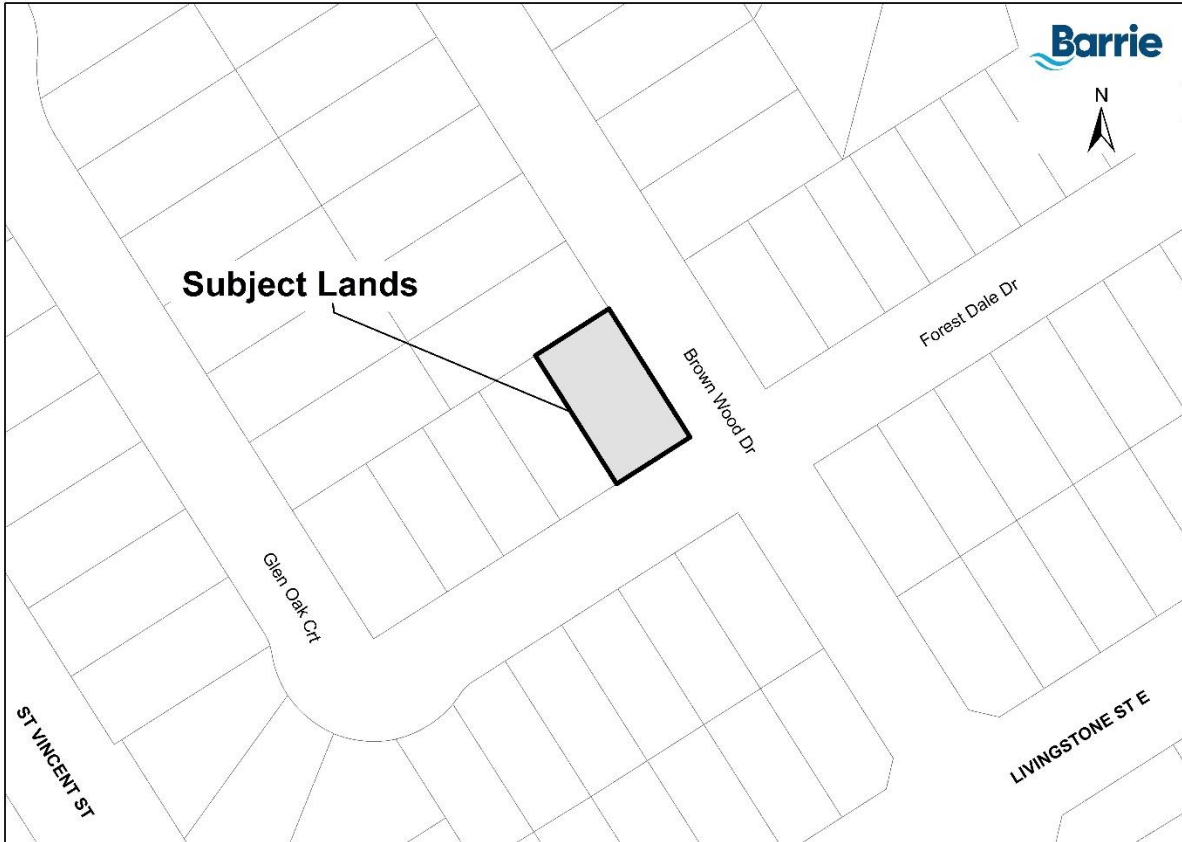 Barrie
N
Subject Lands
Forest Dale Dr
Brown Wood Dr
Glen Oak Crt
ST VINCENT ST
LIVINGSTONE ST E